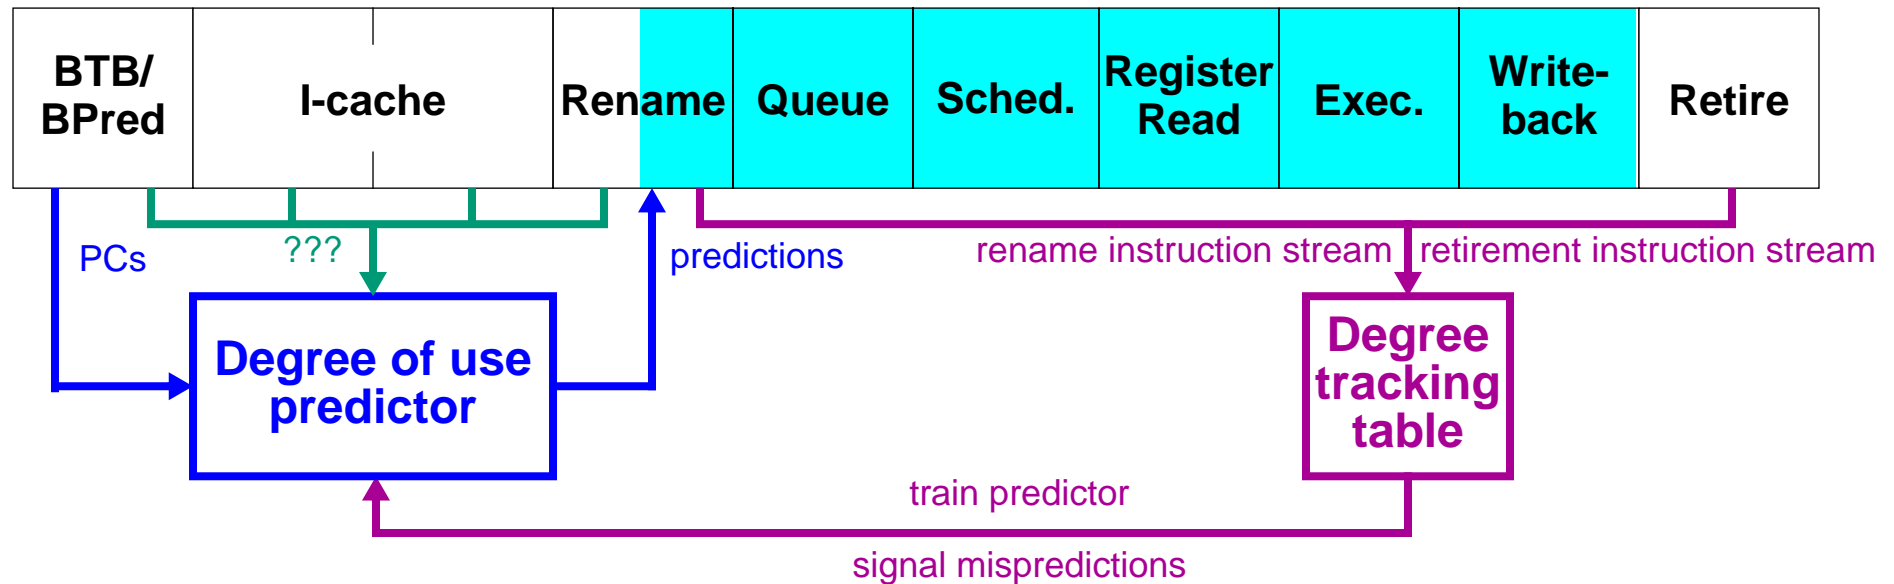 BTB/
BPred
I-cache
Rename
Queue
Sched.
Register
Read
Exec.
Write-
back
Retire
PCs
???
predictions
rename instruction stream
retirement instruction stream
Degree of use
predictor
Degree
tracking
table
train predictor
signal mispredictions